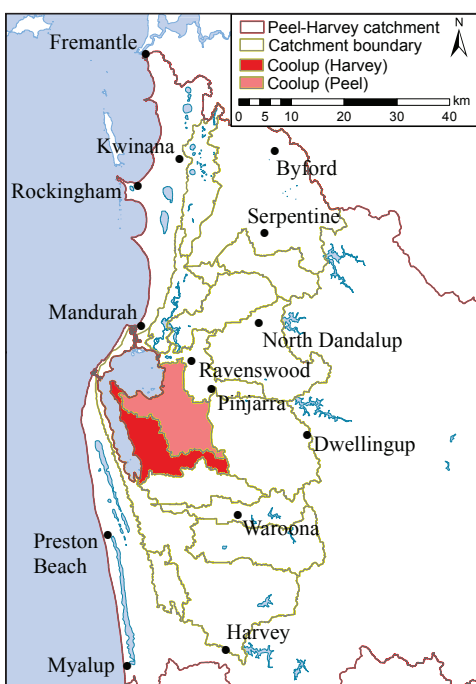 Peel-Harvey catchment
Catchment boundary
Coolup (Harvey)
Coolup (Peel)
N
0 10 20 30 40
km
Fremantle
Kwinana
Byford
Rockingham
Serpentine
Mandurah
North Dandalup
Ravenswood
Pinjarra
Dwellingup
Waroona
Preston
Beach
Harvey
Myalup